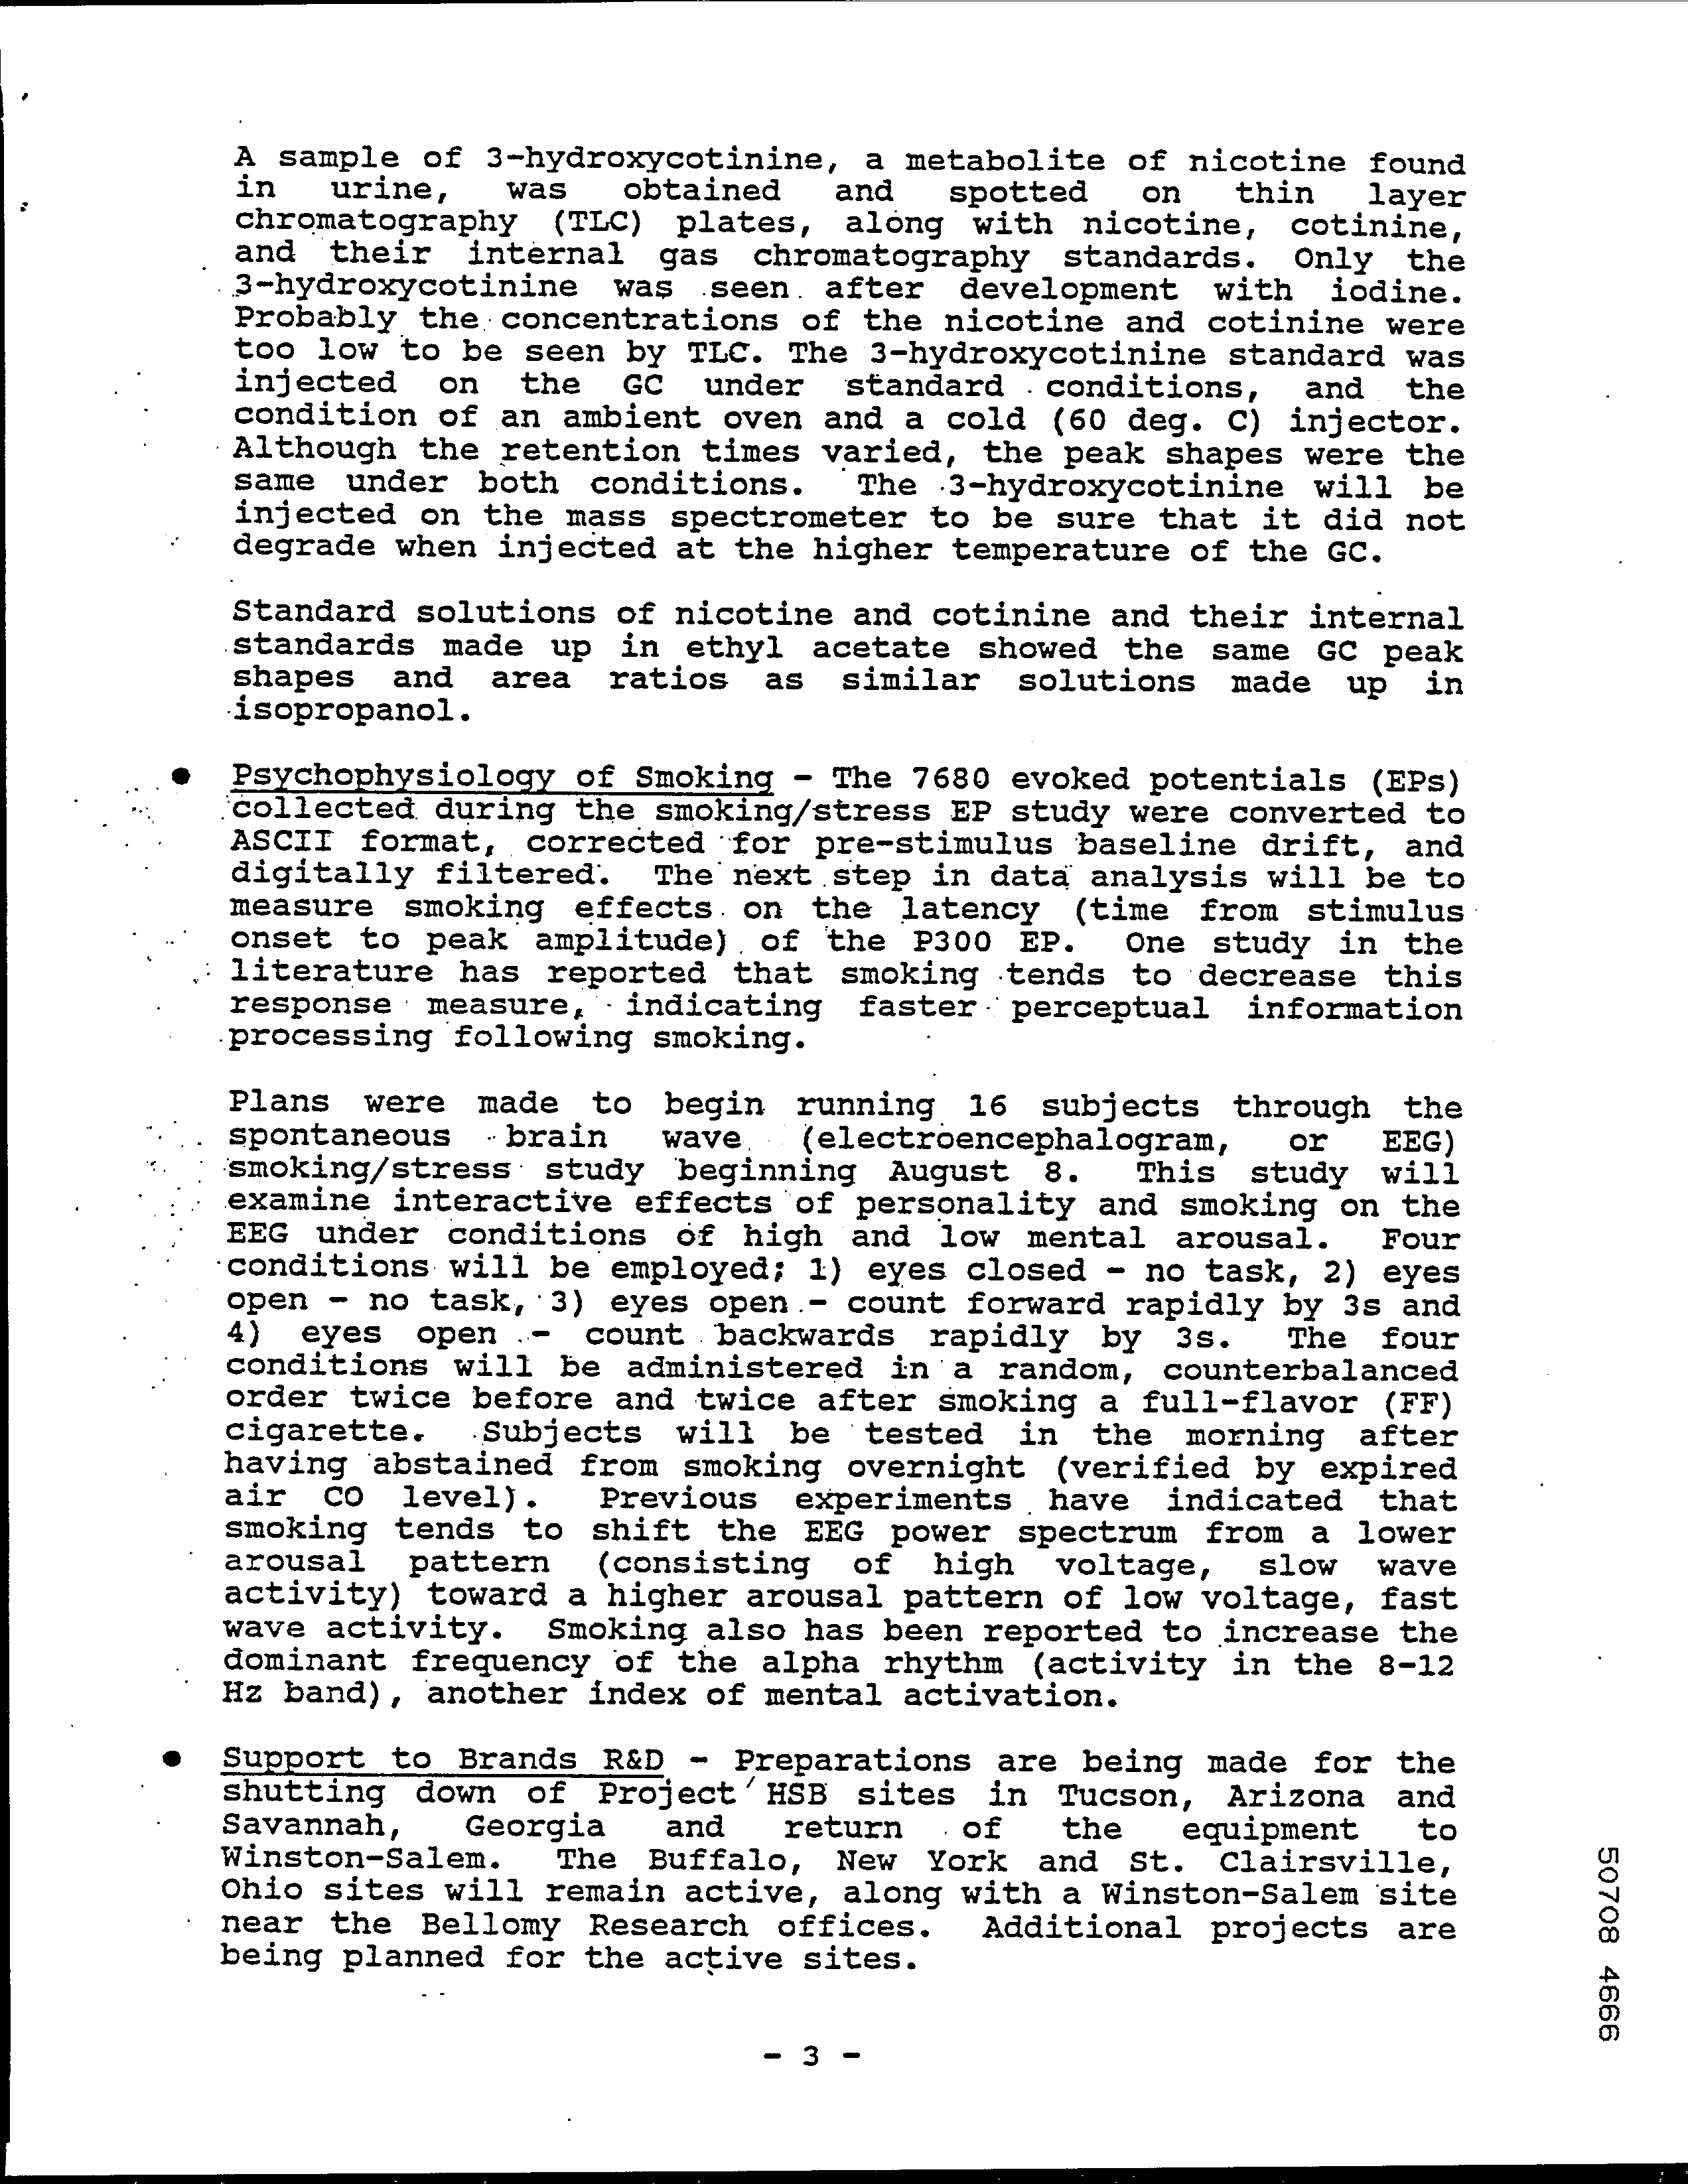 A sample of 3-hydroxycotinine, a metabolite of nicotine found
in urine, was obtained and spotted on thin layer
chromatography (TLC) plates, along with nicotine, cotinine,
and their internal gas chromatography standards. Only the
3-hydroxycotinine was seen after development with iodine.
Probably the concentrations of the nicotine and cotinine were
too low to be seen by TLC. The 3-hydroxycotinine standard was
injected on the GC under standard conditions, and the
condition of an ambient oven and a cold (60 deg. C) injector.
Although the retention times varied, the peak shapes were the
same under both conditions. The 3-hydroxycotinine will be
injected on the mass spectrometer to be sure that it did not
degrade when injected at the higher temperature of the GC.
Standard solutions of nicotine and cotinine and their internal
standards made up in ethyl acetate showed the same GC peak
shapes and area ratios as similar solutions made up in
isopropanol.
● Psychophysiology of Smoking - The 7680 evoked potentials (EPs)
collected during the smoking/stress EP study were converted to
ASCII format, corrected for pre-stimulus baseline drift, and
digitally filtered. The next step in data analysis will be to
measure smoking effects on the latency (time from stimulus
onset to peak amplitude) of the P300 EP. One study in the
literature has reported that smoking tends to decrease this
response measure, indicating faster perceptual information
processing following smoking.
Plans were made to begin running 16 subjects through the
spontaneous brain wave (electroencephalogram, or EEG)
smoking/stress study beginning August 8. This study will
examine interactive effects of personality and smoking on the
EEG under conditions of high and low mental arousal. Four
conditions will be employed; 1) eyes closed - no task, 2) eyes
open - no task, 3) eyes open - count forward rapidly by 3s and
4) eyes open - count backwards rapidly by 3s. The four
conditions will be administered in a random, counterbalanced
order twice before and twice after smoking a full-flavor (FF)
cigarette. Subjects will be tested in the morning after
having abstained from smoking overnight (verified by expired
air CO level). Previous experiments have indicated that
smoking tends to shift the EEG power spectrum from a lower
arousal pattern (consisting of high voltage, slow wave
activity) toward a higher arousal pattern of low voltage, fast
wave activity. Smoking also has been reported to increase the
dominant frequency of the alpha rhythm (activity in the 8-12
Hz band), another index of mental activation.
● Support to Brands R&D - Preparations are being made for the
shutting down of Project HSB sites in Tucson, Arizona and
Savannah, Georgia and return of the equipment to
Winston-Salem. The Buffalo, New York and St. Clairsville,
Ohio sites will remain active, along with a Winston-Salem site
near the Bellomy Research offices. Additional projects are
being planned for the active sites.
- 3 -
50708 4666